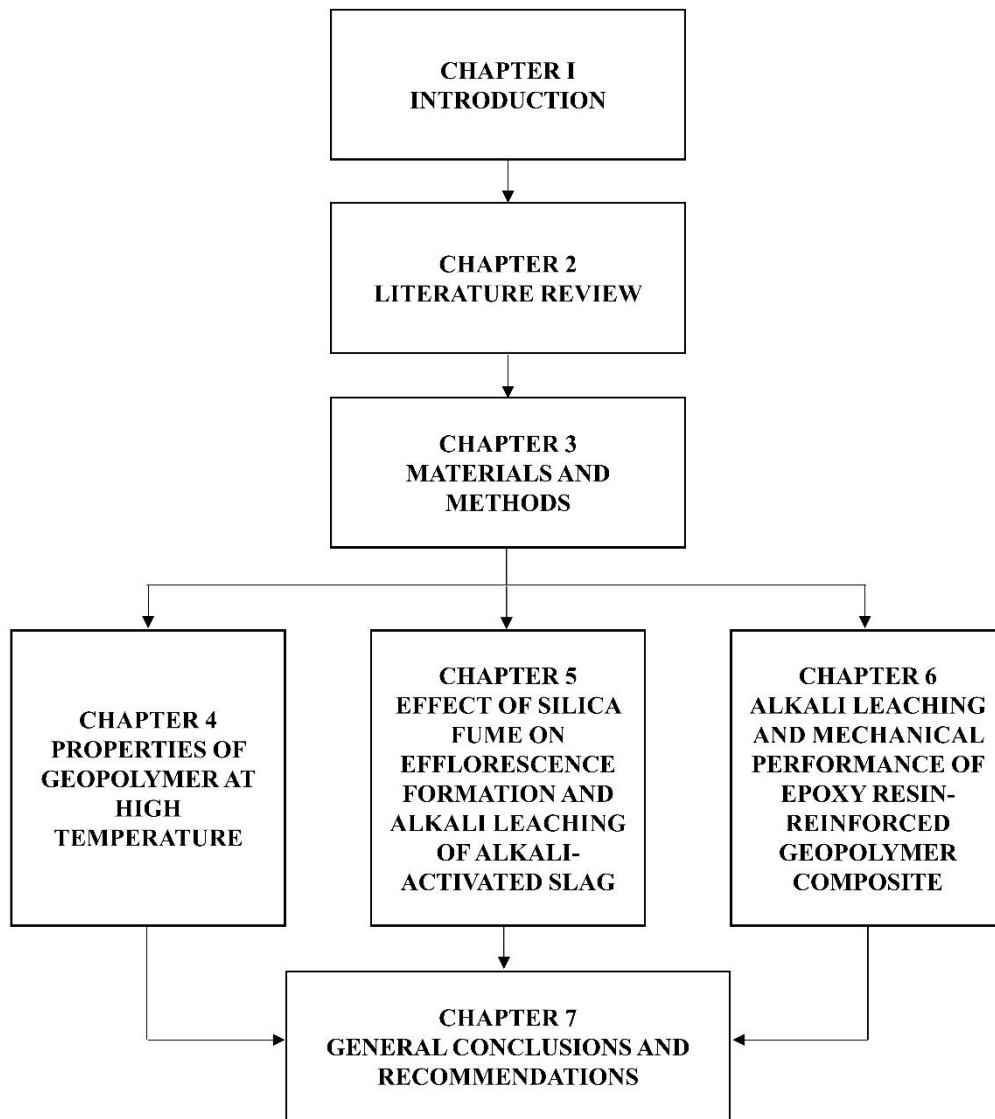 CHAPTER I
INTRODUCTION
CHAPTER 2
LITERATURE REVIEW
CHAPTER 3
MATERIALS AND
METHODS
CHAPTER 4
PROPERTIES OF
GEOPOLYMER AT
HIGH
TEMPERATURE
CHAPTER 5
EFFECT OF SILICA
FUME ON
EFFLORESCENCE
FORMATION AND
ALKALI LEACHING
OF ALKALI-
ACTIVATED SLAG
CHAPTER 6
ALKALI LEACHING
AND MECHANICAL
PERFORMANCE OF
EPOXY RESIN-
REINFORCED
GEOPOLYMER
COMPOSITE
CHAPTER 7
GENERAL CONCLUSIONS AND
RECOMMENDATIONS